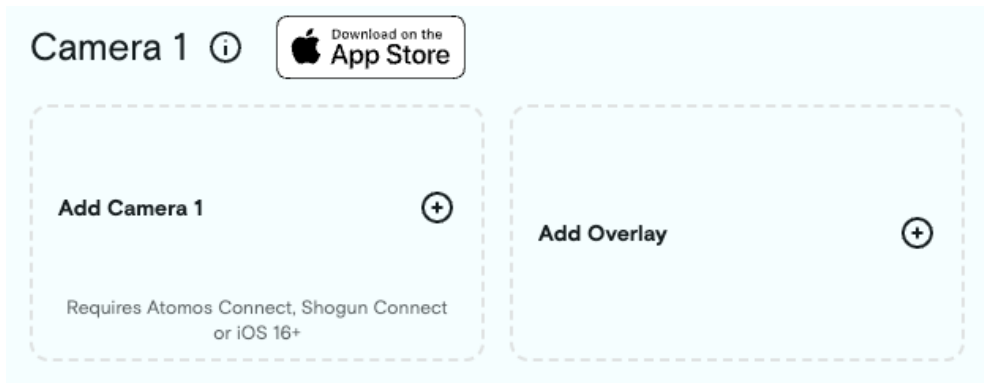 Camera 1
Download on the
App Store
Add Camera 1
Requires Atomos Connect, Shogun Connect
or iOS 16+
Add Overlay